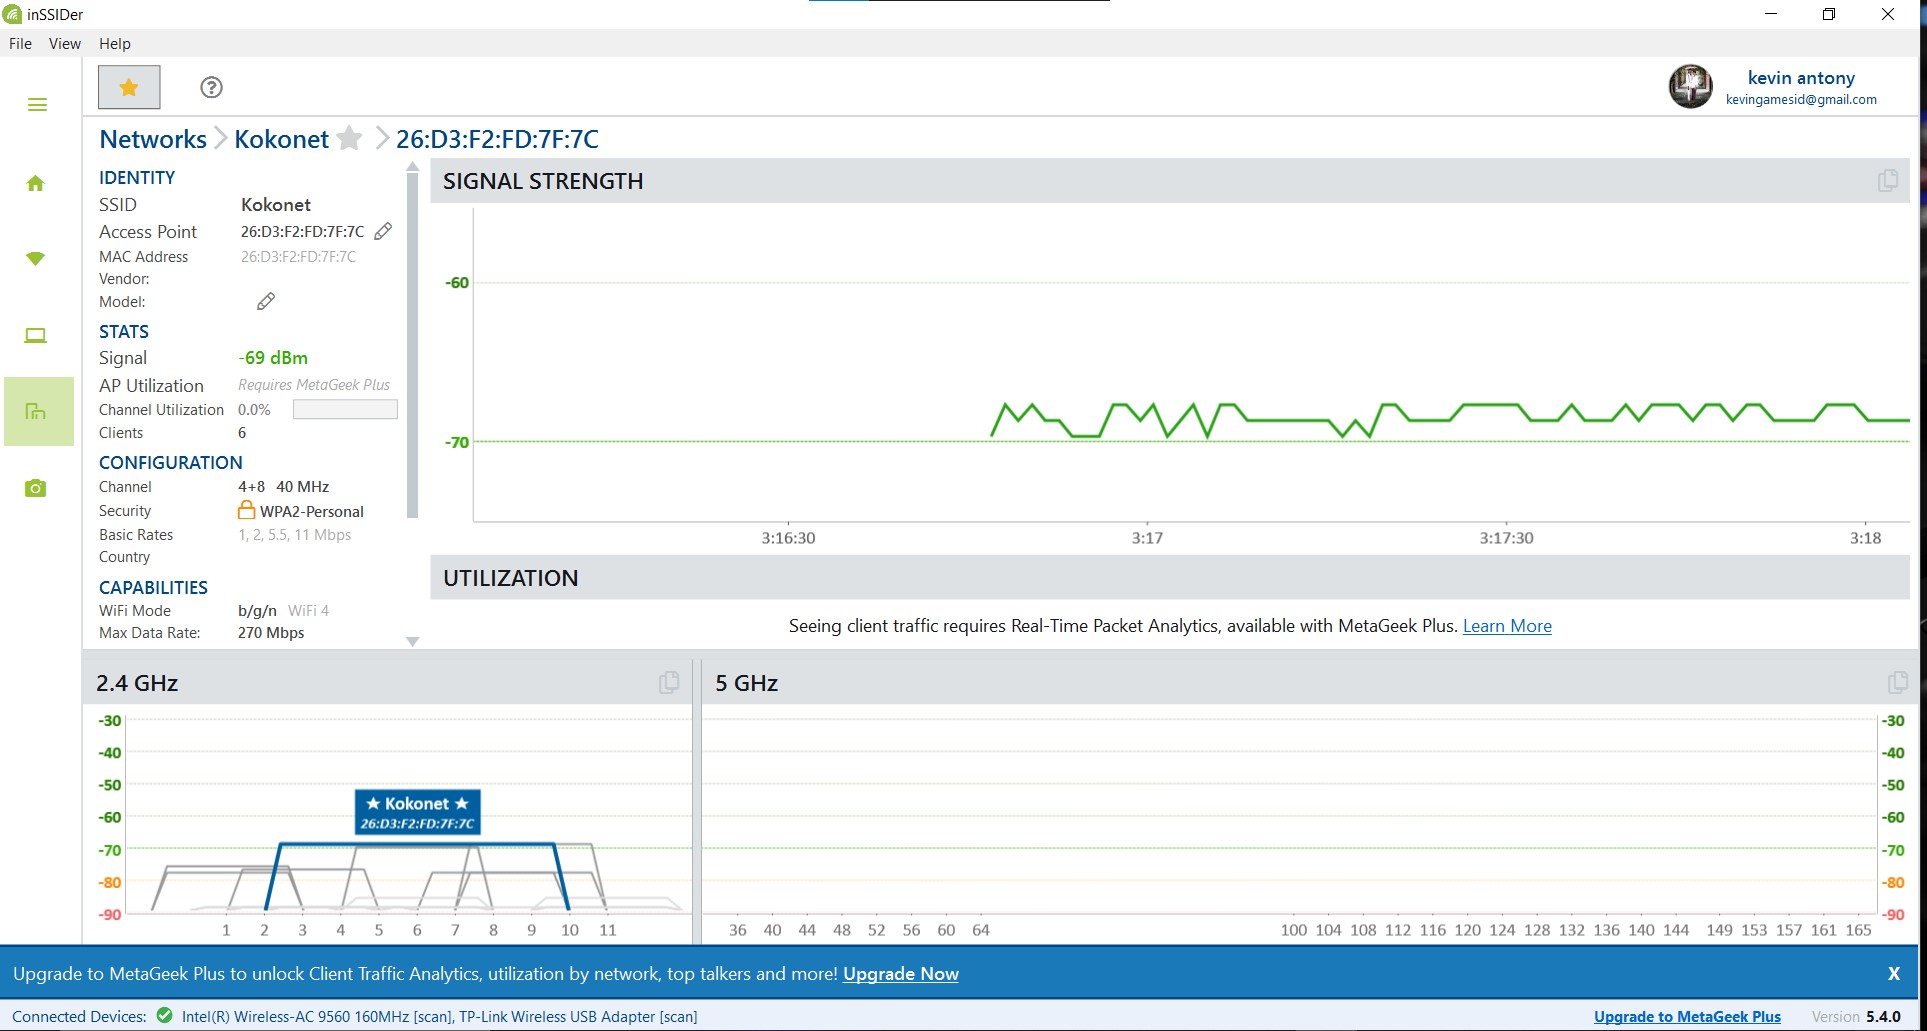 inSSIDer
File View Help
kevin antony
kevingamesid@gmail.com
Networks Kokonet 26:D3:F2:FD:7F:7C
IDENTITY
SSID Kokonet
Access Point 26:D3:F2:FD:7F:7C
MAC Address 26:D3:F2:FD:7F:7C
Vendor:
Model:
STATS
Signal -69 dBm
AP Utilization Requires MetaGeek Plus
Channel Utilization 0.0%
Clients 6
CONFIGURATION
Channel 4+8 40 MHz
Security WPA2-Personal
Basic Rates 1, 2, 5.5, 11 Mbps
Country
CAPABILITIES
WiFi Mode b/g/n WiFi 4
Max Data Rate: 270 Mbps
SIGNAL STRENGTH
-60
-70
3:16:30 3:17 3:17:30 3:18
UTILIZATION
Seeing client traffic requires Real-Time Packet Analytics, available with MetaGeek Plus. Learn More
2.4 GHz
-30
-40
-50
-60
-70
-80
-90
★ Kokonet ★
26:D3:F2:FD:7F:7C
1 2 3 4 5 6 7 8 9 10 11
5 GHz
-30
-40
-50
-60
-70
-80
-90
36 40 44 48 52 56 60 64 100 104 108 112 116 120 124 128 132 136 140 144 149 153 157 161 165
Upgrade to MetaGeek Plus to unlock Client Traffic Analytics, utilization by network, top talkers and more! Upgrade Now X
Connected Devices: Intel(R) Wireless-AC 9560 160MHz [scan], TP-Link Wireless USB Adapter [scan] Upgrade to MetaGeek Plus Version 5.4.0